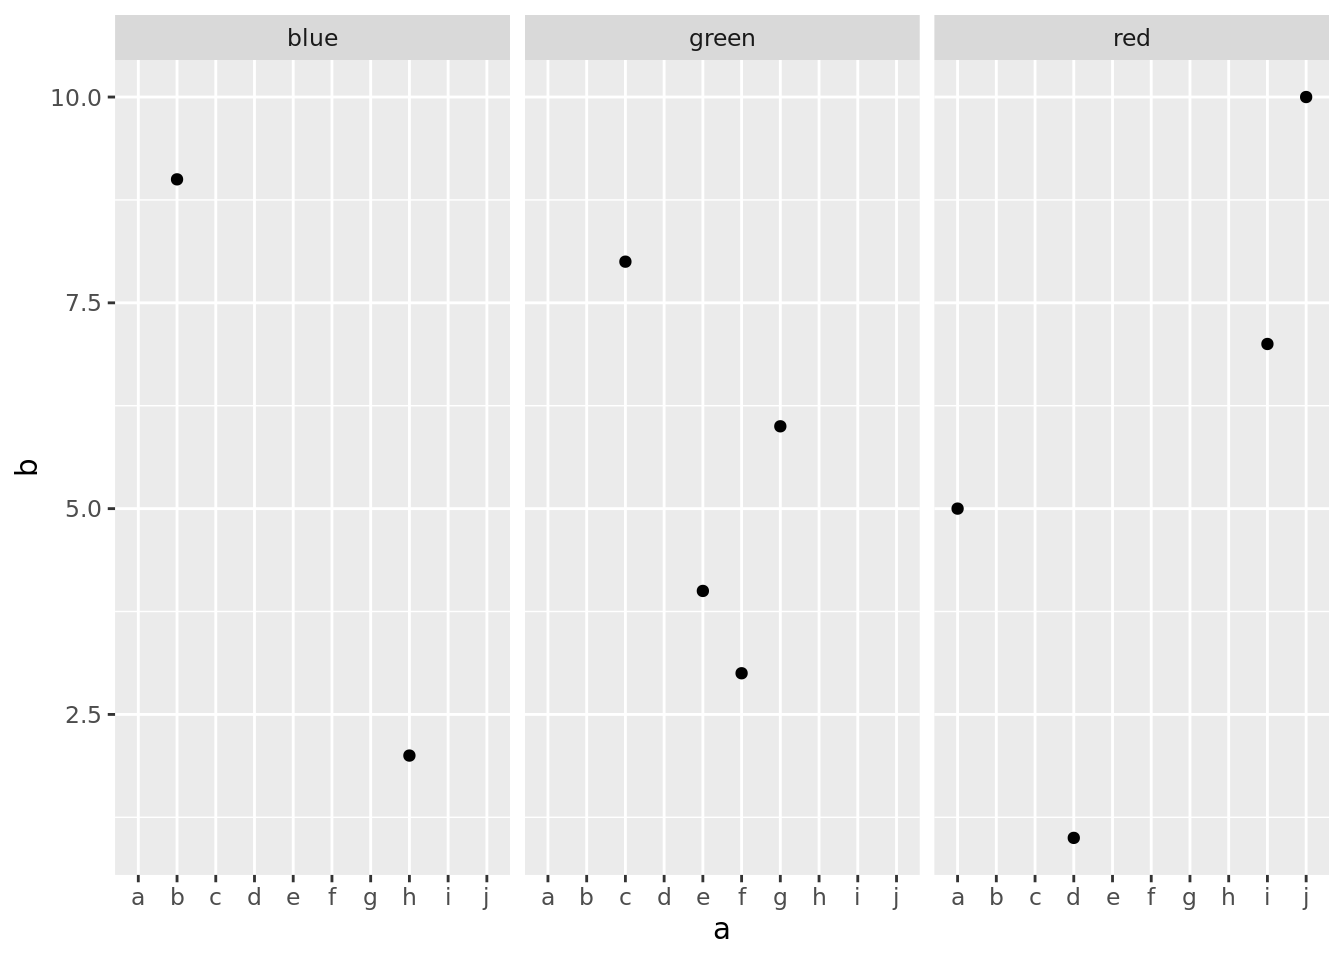 blue green red
10.0
7.5
5.0
2.5
b
a b c d e f g h i j a b c d e f g h i j a b c d e f g h i j
a